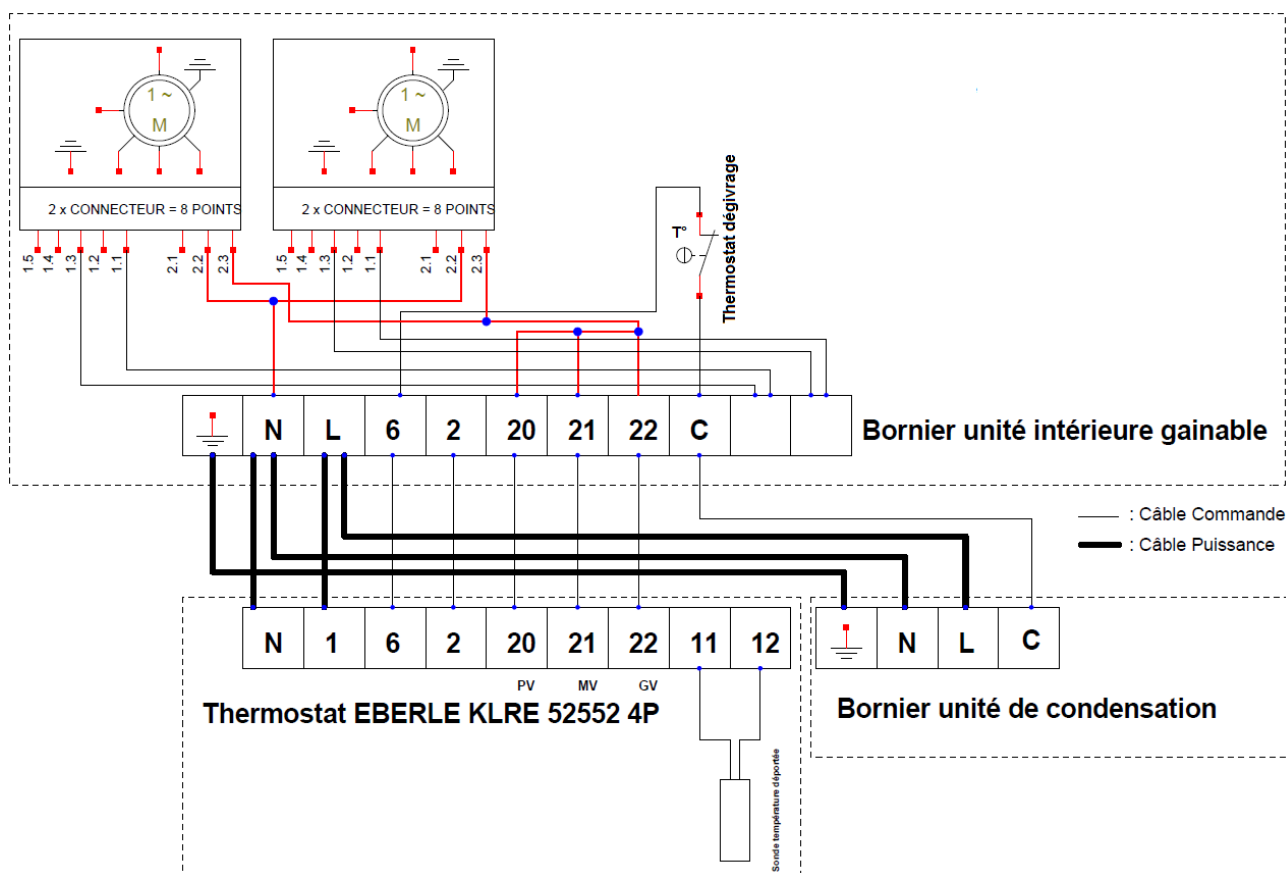 1 ~
M
1 ~
M
2 x CONNECTEUR = 8 POINTS
2 x CONNECTEUR = 8 POINTS
1.5 1.4 1.3 1.2 1.1 2.1 2.2 2.3
1.5 1.4 1.3 1.2 1.1 2.1 2.2 2.3
T°
Thermostat dégivrage
N L 6 2 20 21 22 C
Bornier unité intérieure gainable
: Câble Commande
: Câble Puissance
N 1 6 2 20 21 22 11 12
PV MV GV
Thermostat EBERLE KLRE 52552 4P
Sonde température déportée
N L C
Bornier unité de condensation